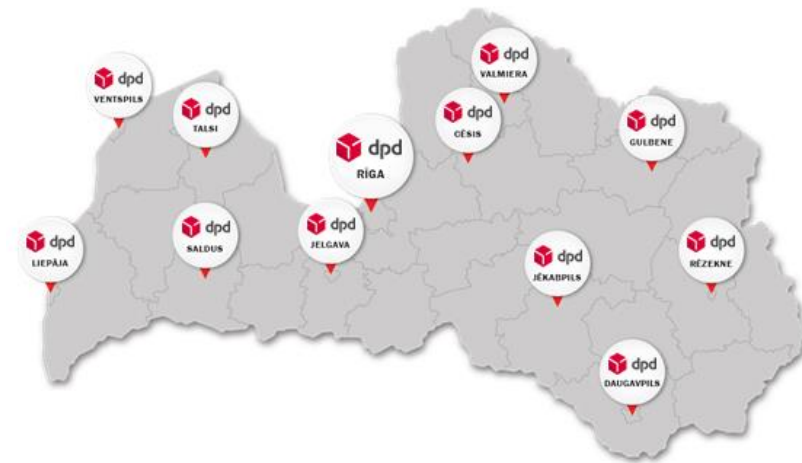 dpd
VENTSPILS
dpd
TALSI
dpd
VALMIERA
dpd
CĒSIS
dpd
GULBENE
dpd
RĪGA
dpd
LIEPĀJA
dpd
SALDUS
dpd
JELGAVA
dpd
JĒKABPILS
dpd
RĒZEKNE
dpd
DAUGAVPILS